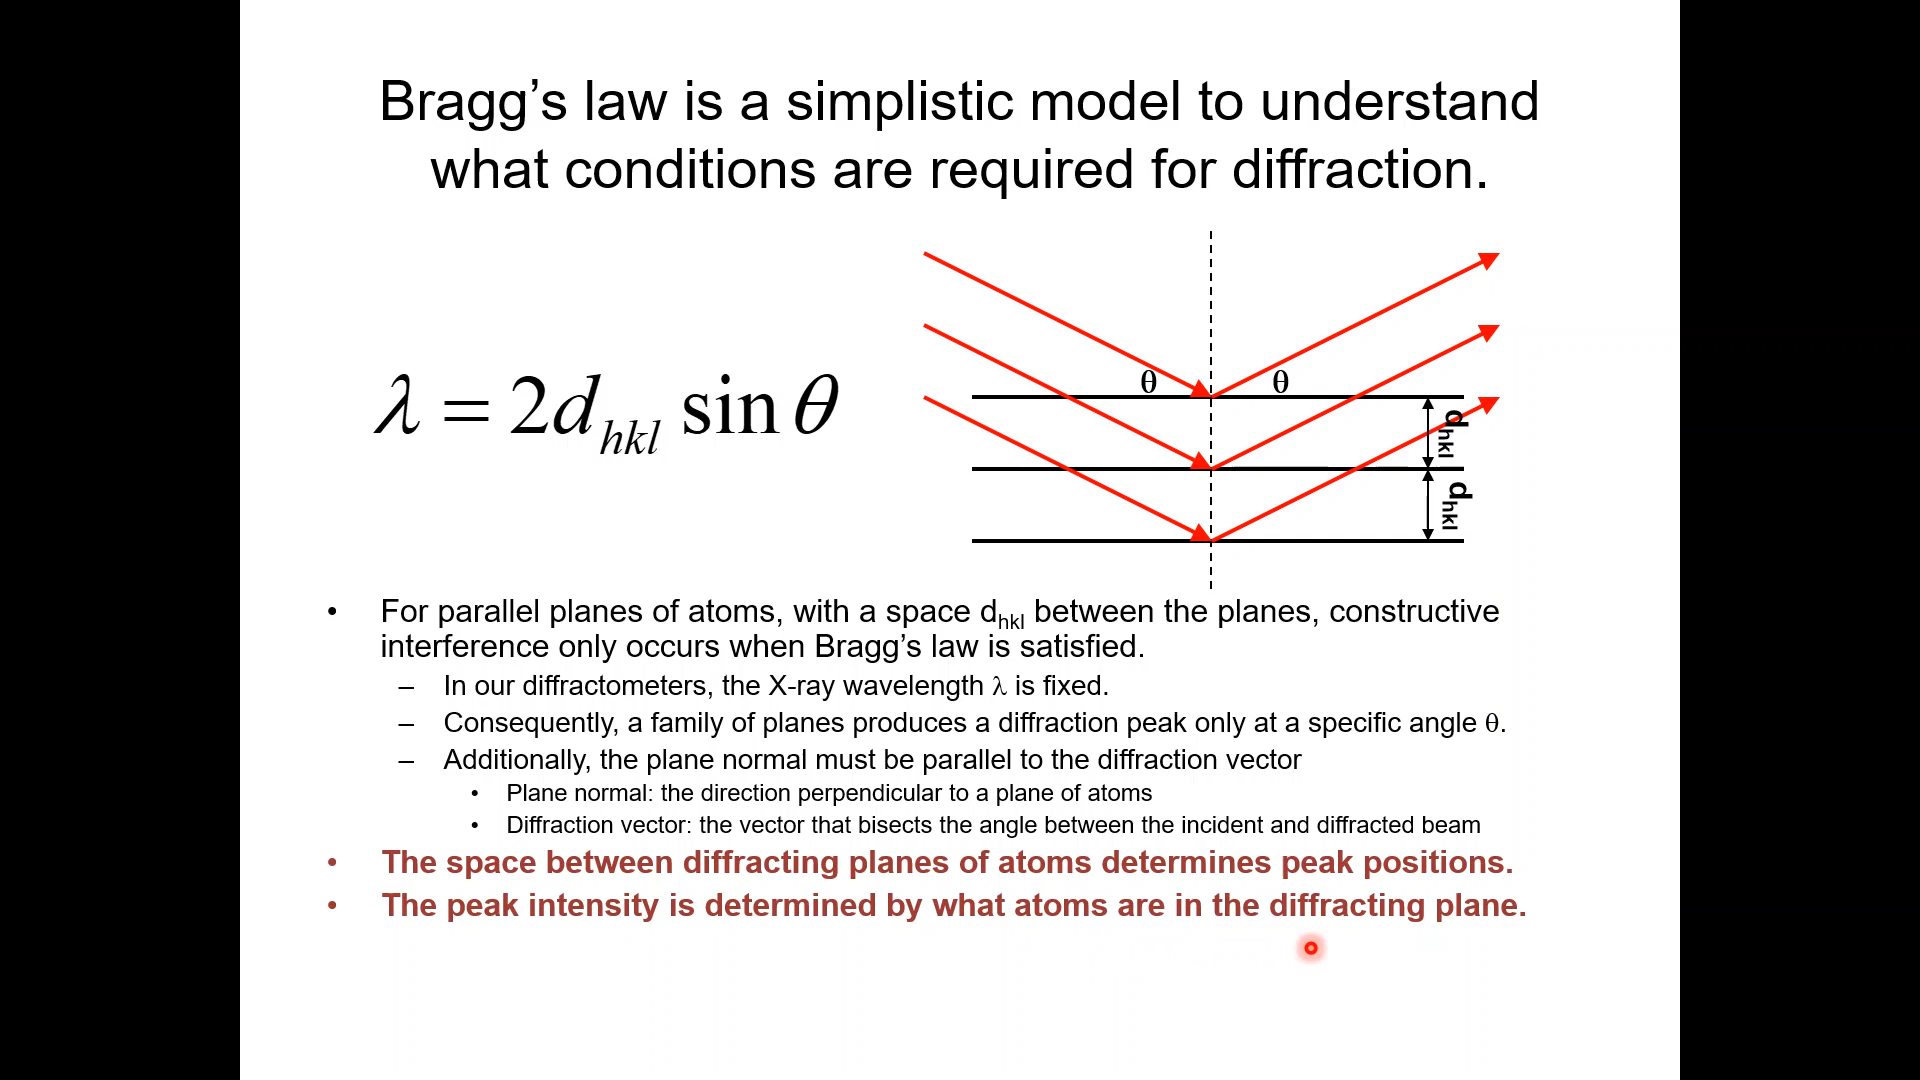 Bragg’s law is a simplistic model to understand
what conditions are required for diffraction.
λ = 2d hkl sin θ
θ θ
d hkl
d hkl
• For parallel planes of atoms, with a space dhkl between the planes, constructive
interference only occurs when Bragg’s law is satisfied.
– In our diffractometers, the X-ray wavelength λ is fixed.
– Consequently, a family of planes produces a diffraction peak only at a specific angle θ.
– Additionally, the plane normal must be parallel to the diffraction vector
• Plane normal: the direction perpendicular to a plane of atoms
• Diffraction vector: the vector that bisects the angle between the incident and diffracted beam
• The space between diffracting planes of atoms determines peak positions.
• The peak intensity is determined by what atoms are in the diffracting plane.